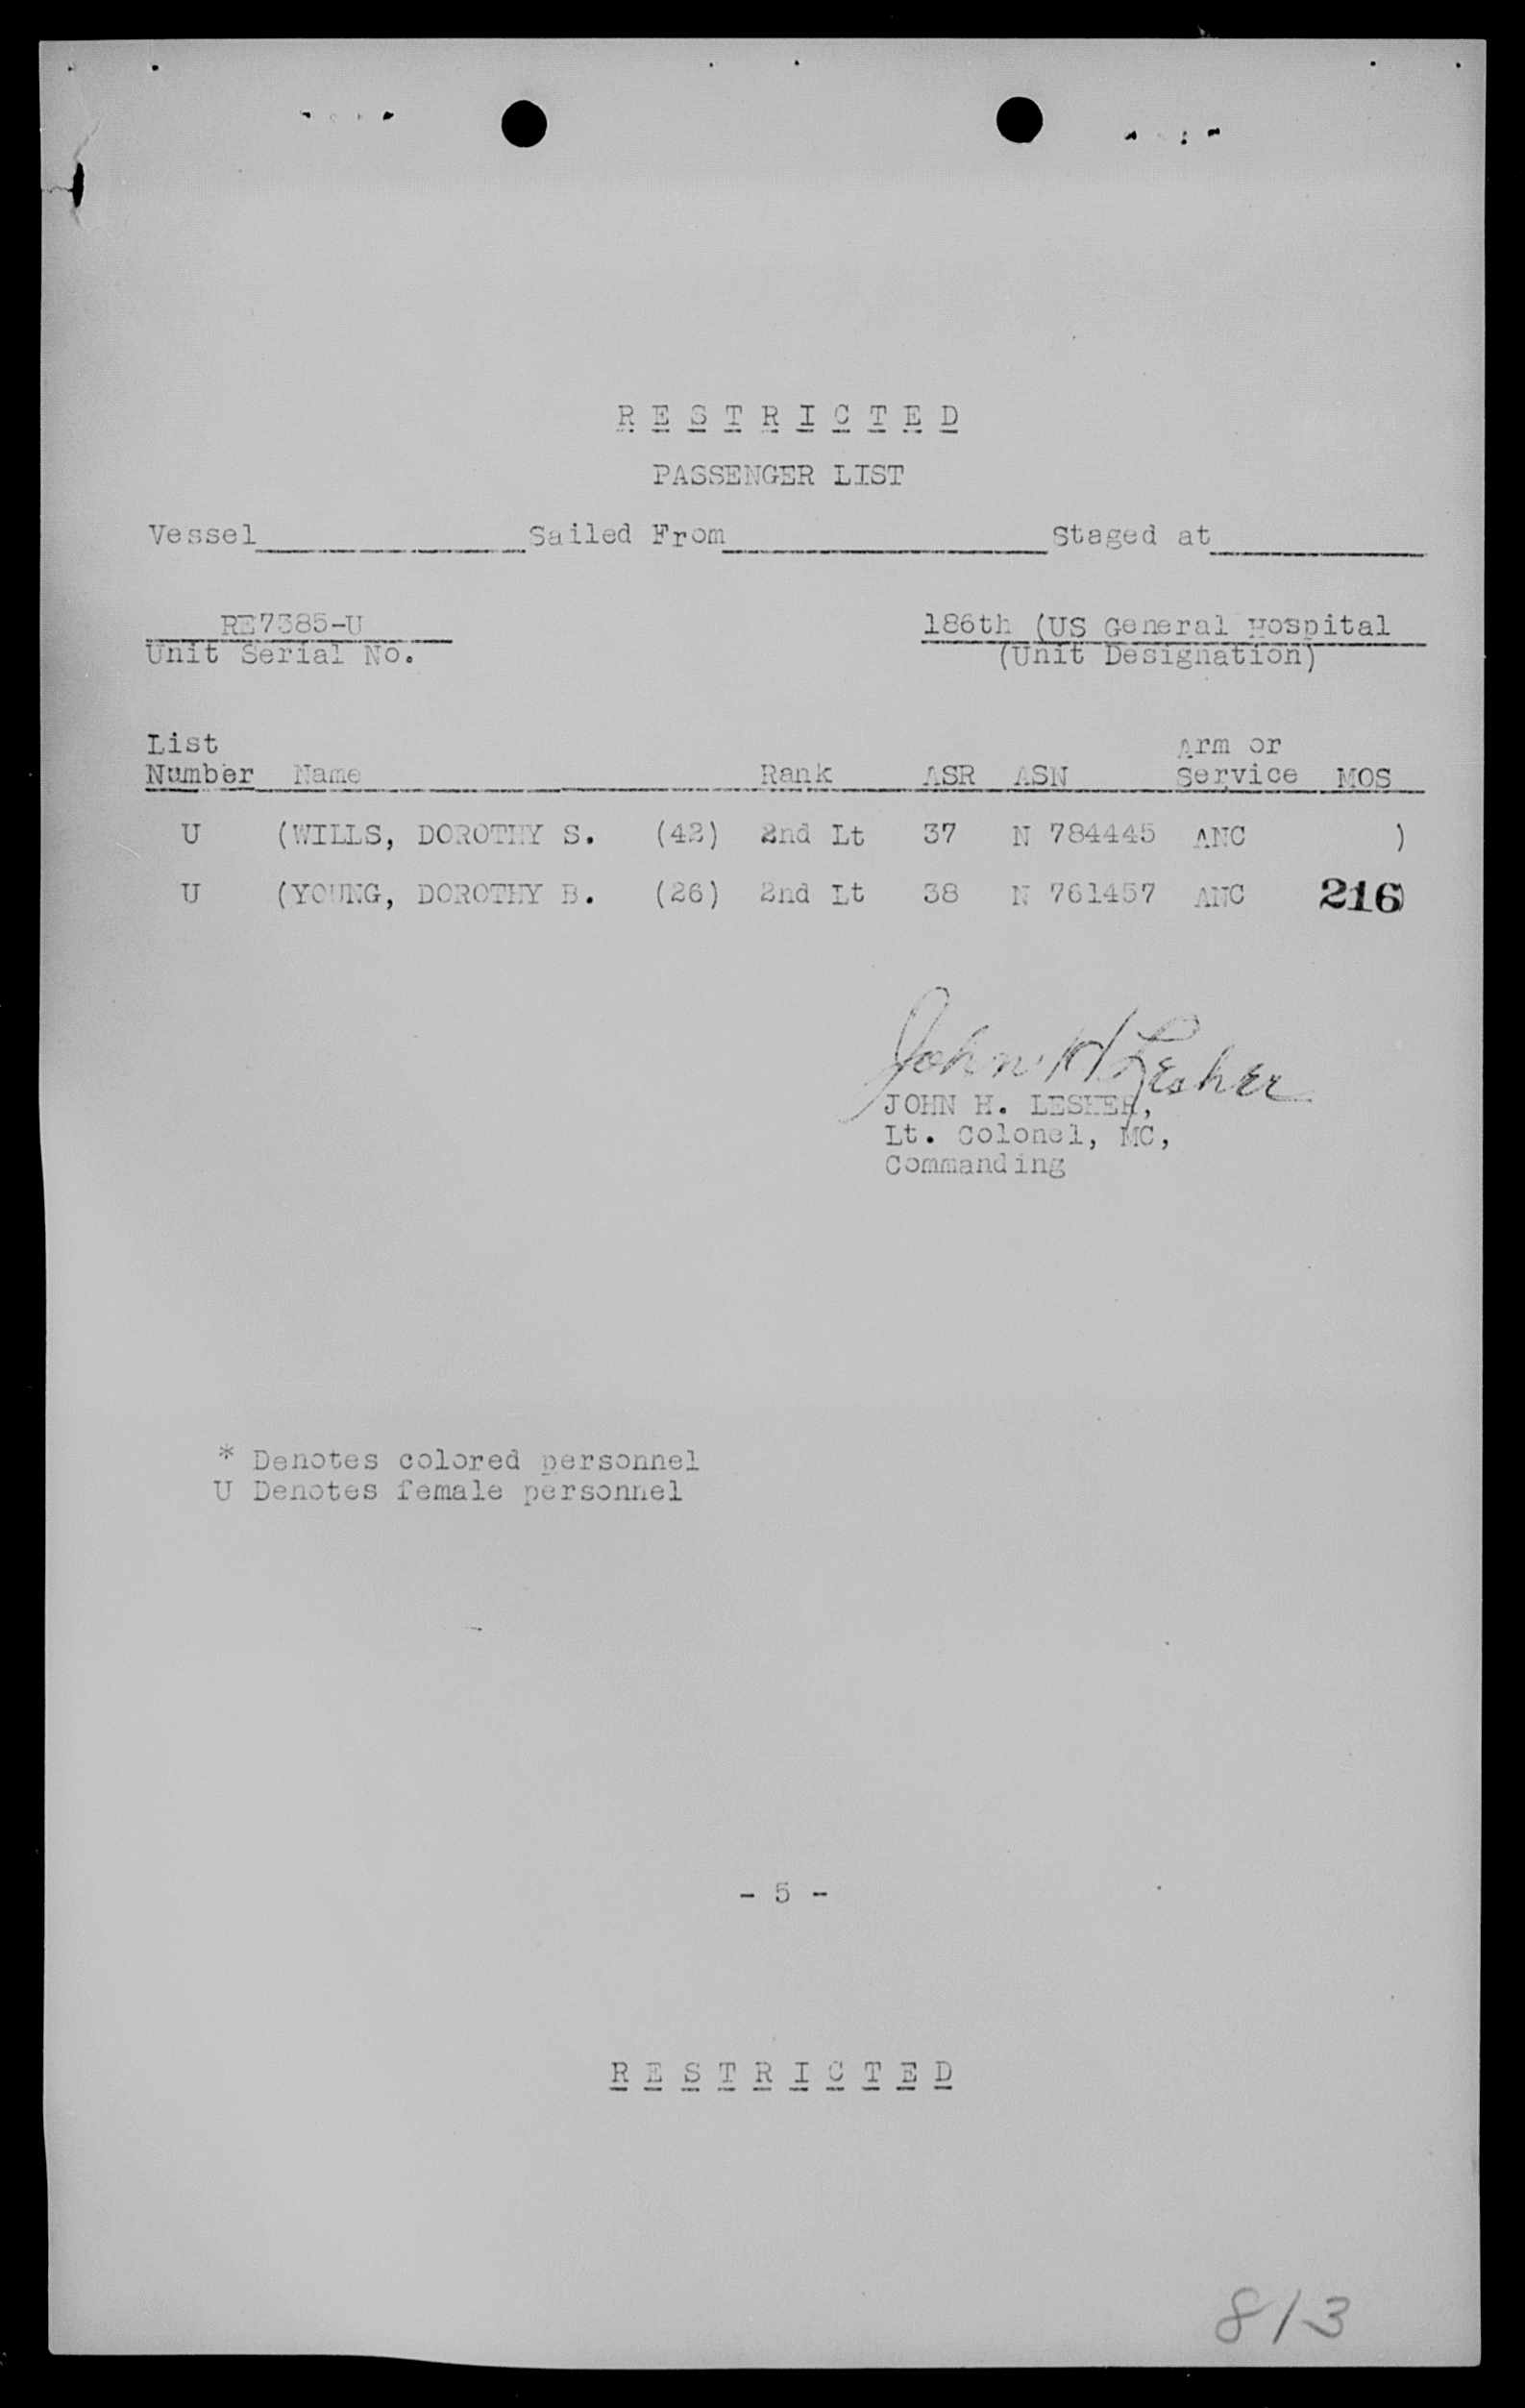 RESTRICTED
PASSENGER LIST
Vessel Sailed From Staged at
RE7385-U 186th (US General Hospital
Unit Serial No. (Unit Designation)
List Arm or
Number Name Rank ASR ASN Service MOS
U (WILLS, DOROTHY S. (42) 2nd Lt 37 N 784445 ANC )
U (YOUNG, DOROTHY B. (26) 2nd Lt 38 N 761457 ANC 216)
John H Lesher
JOHN H. LESHER,
Lt. Colonel, MC,
Commanding
* Denotes colored personnel
U Denotes female personnel
- 5 -
RESTRICTED
813